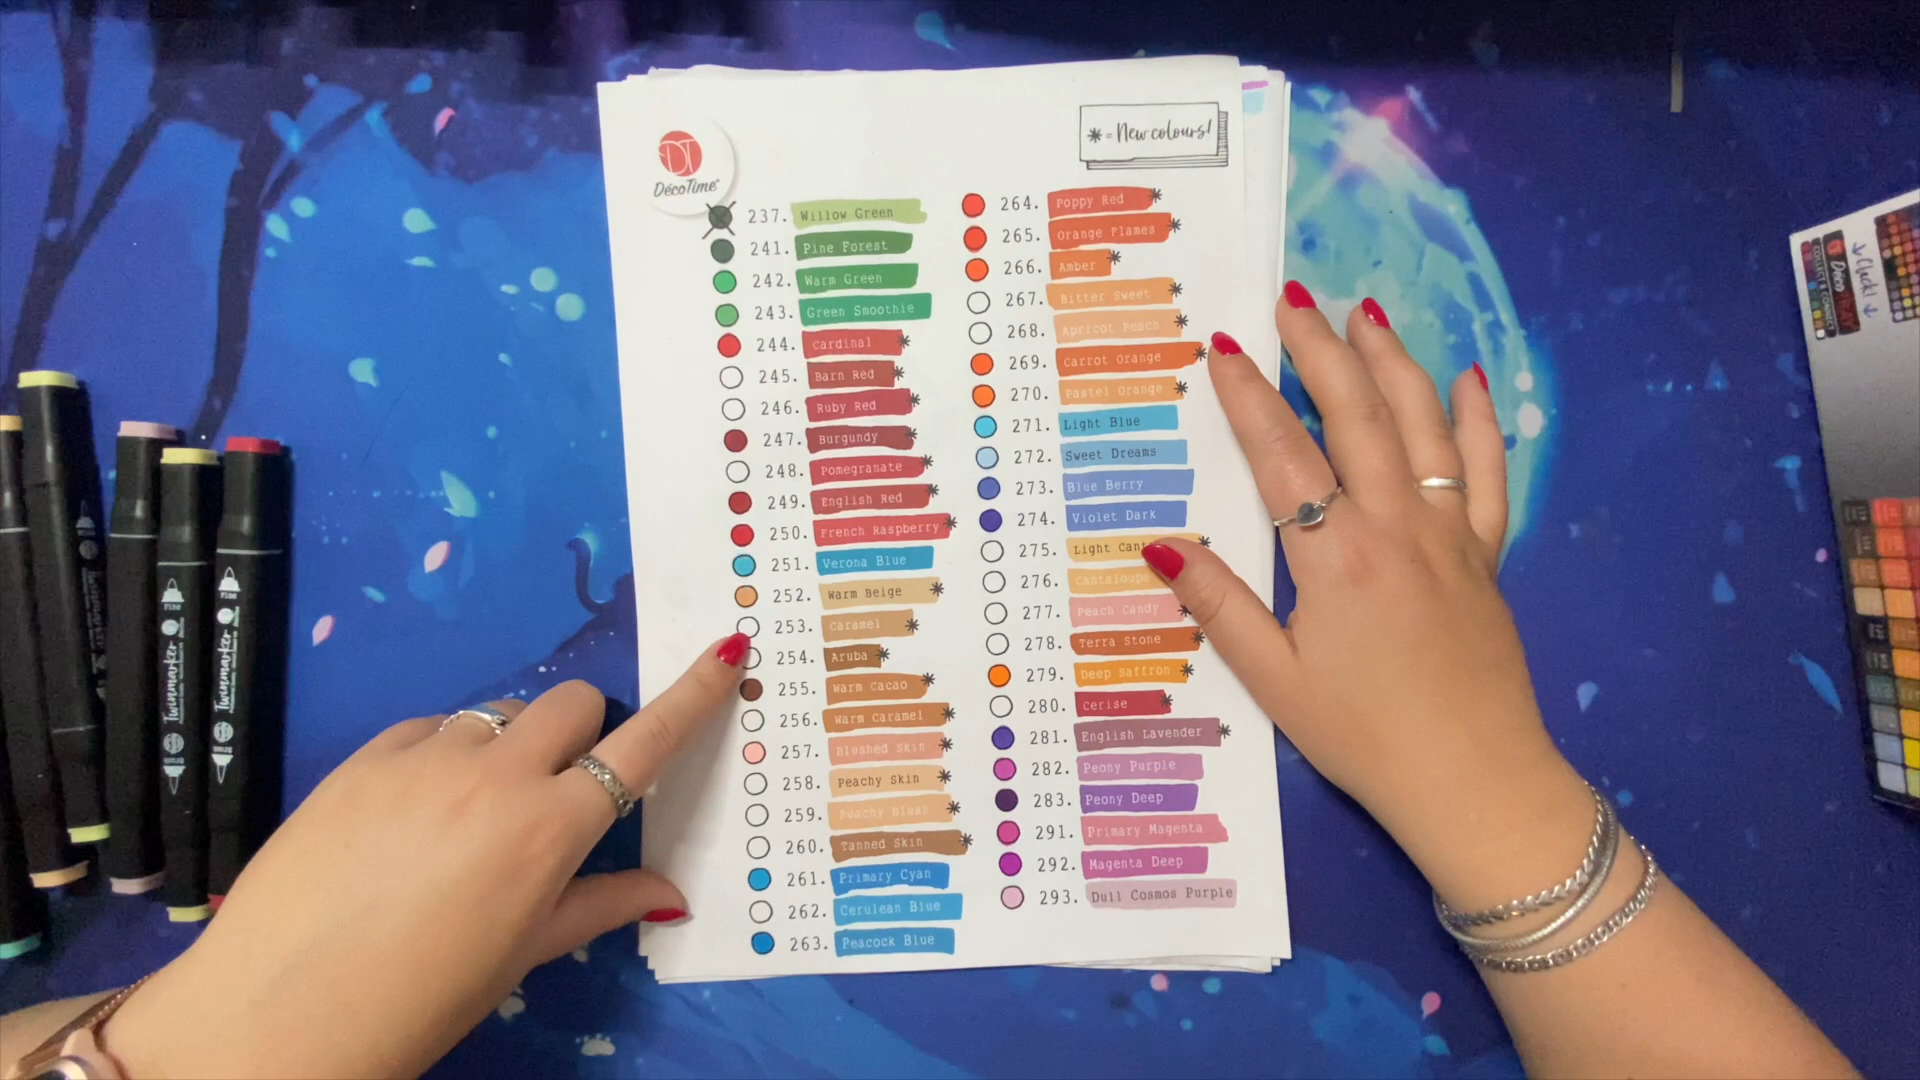 DT
DécoTime
* = New colours!
237. Willow Green
241. Pine Forest
242. Warm Green
243. Green Smoothie
244. Cardinal *
245. Barn Red *
246. Ruby Red *
247. Burgundy *
248. Pomegranate *
249. English Red *
250. French Raspberry *
251. Verona Blue
252. Warm Beige *
253. Caramel *
254. Aruba *
255. Warm Cacao *
256. Warm Caramel *
257. Blushed Skin *
258. Peachy Skin *
259. Peachy Blush *
260. Tanned Skin *
261. Primary Cyan
262. Cerulean Blue
263. Peacock Blue
264. Poppy Red *
265. Orange Flames *
266. Amber *
267. Bitter Sweet *
268. Apricot Peach *
269. Carrot Orange *
270. Pastel Orange *
271. Light Blue
272. Sweet Dreams
273. Blue Berry
274. Violet Dark
275. Light *
276. Cantaloupe
277. Peach Candy *
278. Terra Stone *
279. Deep Saffron *
280. Cerise *
281. English Lavender *
282. Peony Purple
283. Peony Deep
291. Primary Magenta
292. Magenta Deep
293. Dull Cosmos Purple
Fine
Twinmarker
Brush
Fine
Twinmarker
Brush